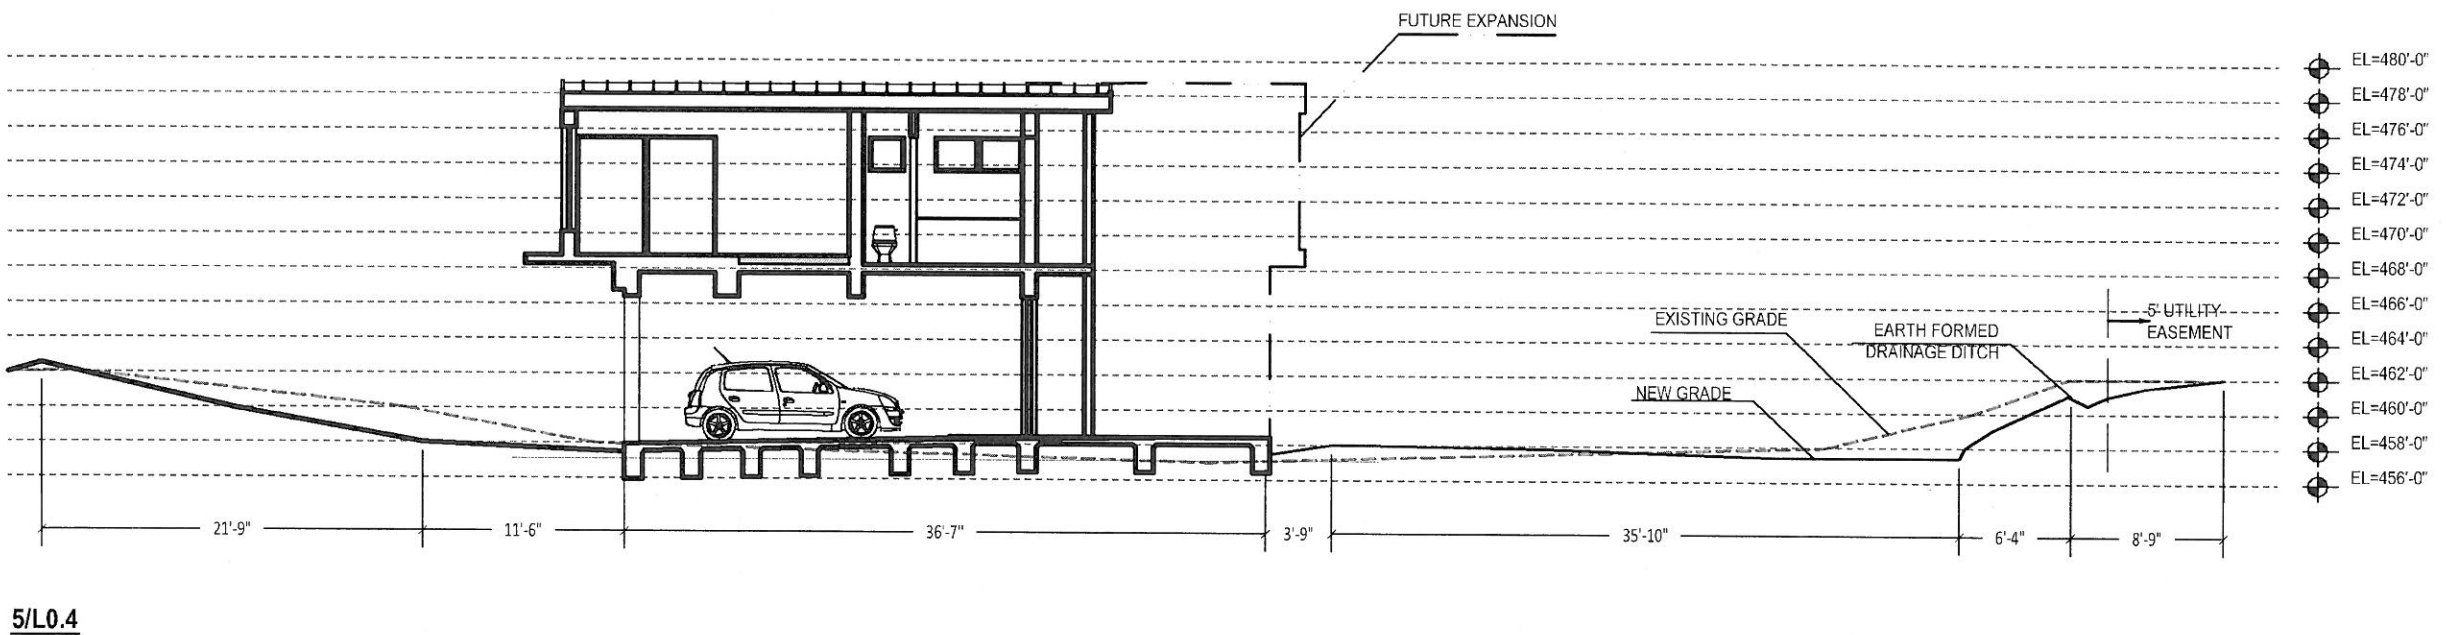 FUTURE EXPANSION
EL=480'-0"
EL=478'-0"
EL=476'-0"
EL=474'-0"
EL=472'-0"
EL=470'-0"
EL=468'-0"
EL=466'-0"
5' UTILITY
EASEMENT
EXISTING GRADE
EARTH FORMED
DRAINAGE DITCH
EL=464'-0"
EL=462'-0"
NEW GRADE
EL=460'-0"
EL=458'-0"
EL=456'-0"
21'-9"
11'-6"
36'-7"
3'-9"
35'-10"
6'-4"
8'-9"
5/L0.4